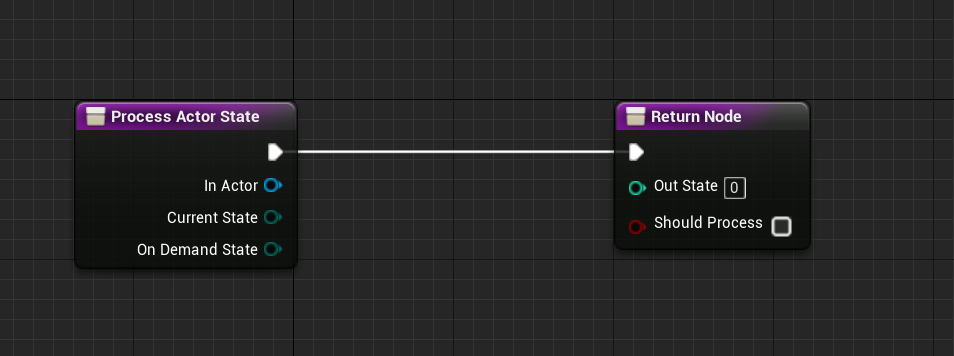 Process Actor State
In Actor
Current State
On Demand State
Return Node
Out State 0
Should Process